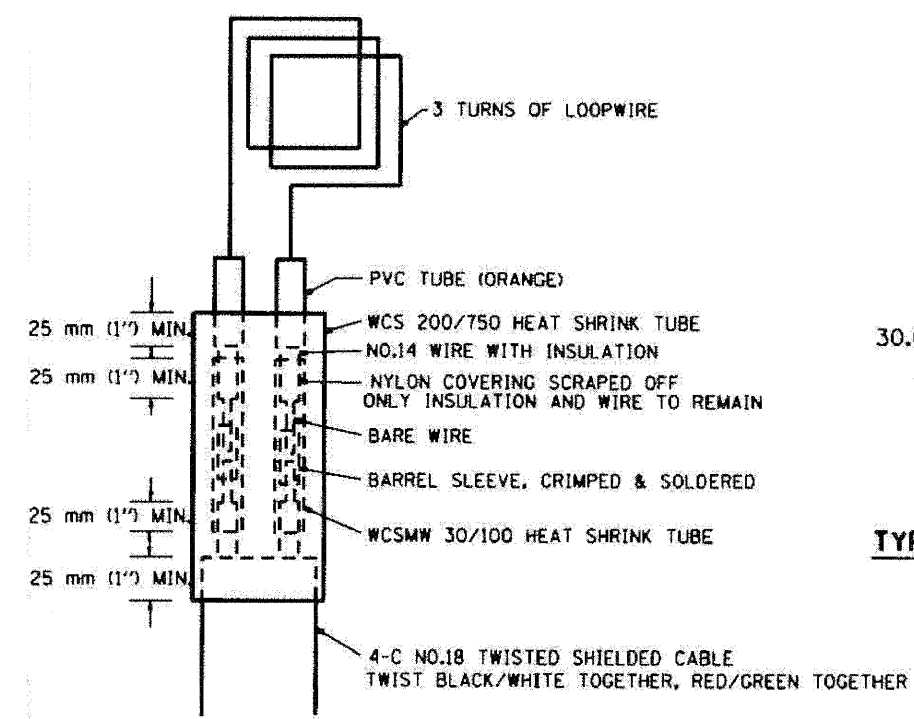 3 TURNS OF LOOPWIRE
PVC TUBE (ORANGE)
25 mm (1") MIN.
WCS 200/750 HEAT SHRINK TUBE
NO.14 WIRE WITH INSULATION
25 mm (1") MIN.
NYLON COVERING SCRAPED OFF
ONLY INSULATION AND WIRE TO REMAIN
BARE WIRE
BARREL SLEEVE, CRIMPED & SOLDERED
25 mm (1") MIN.
WCSMW 30/100 HEAT SHRINK TUBE
25 mm (1") MIN.
4-C NO.18 TWISTED SHIELDED CABLE
TWIST BLACK/WHITE TOGETHER, RED/GREEN TOGETHER